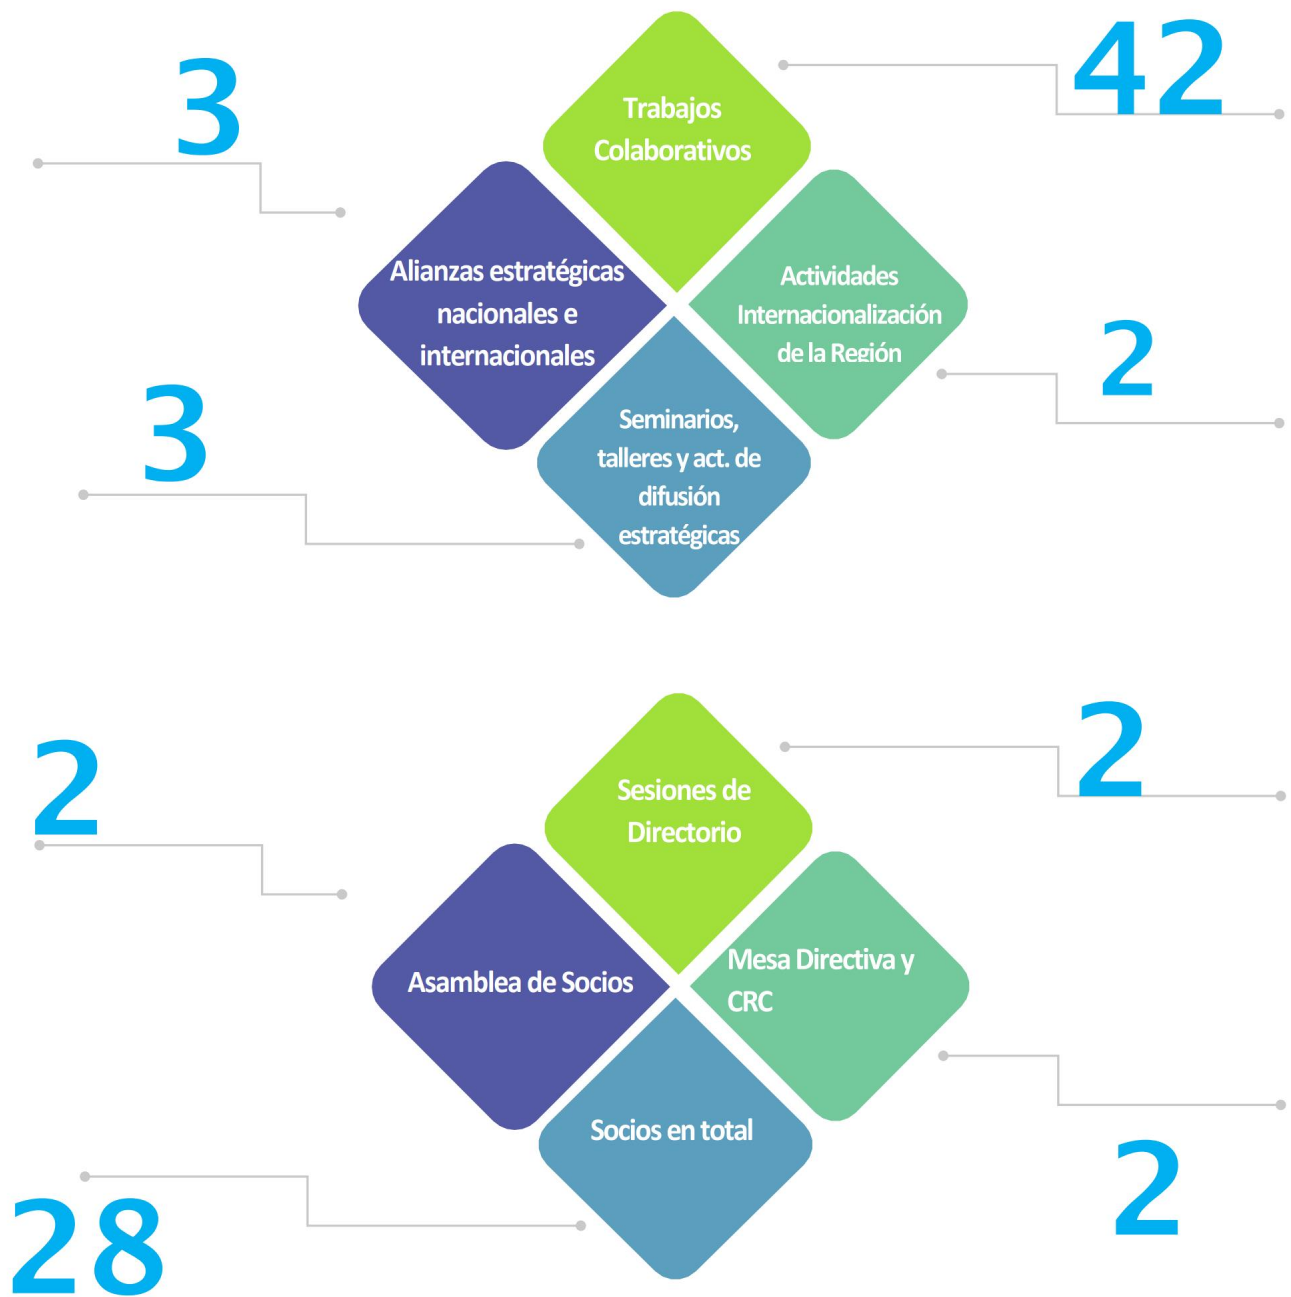 42
3
Trabajos
Colaborativos
Alianzas estratégicas
nacionales e
internacionales
Actividades
Internacionalización
de la Región
2
3
Seminarios,
talleres y act. de
difusión
estratégicas
2
2
Sesiones de
Directorio
Asamblea de Socios
Mesa Directiva y
CRC
Socios en total
2
28